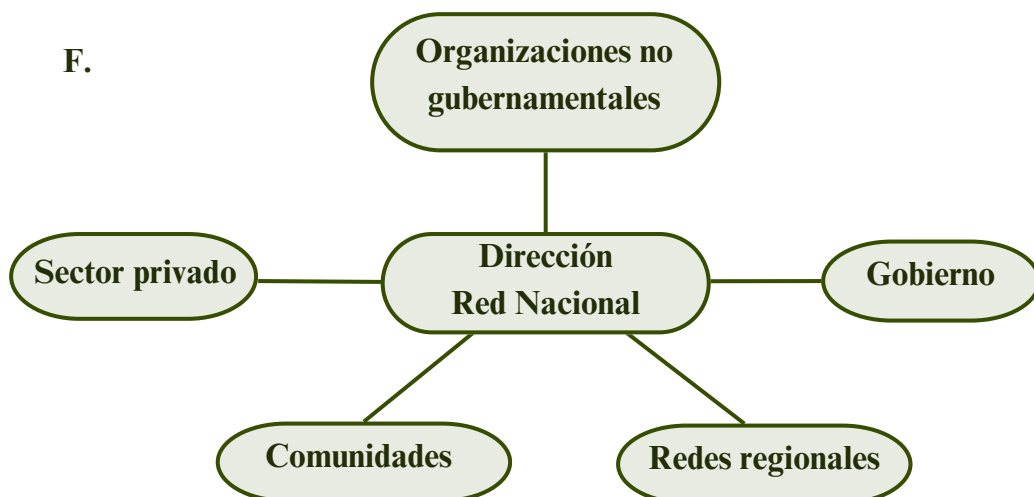 F.
Organizaciones no
gubernamentales
Sector privado
Dirección
Red Nacional
Gobierno
Comunidades
Redes regionales